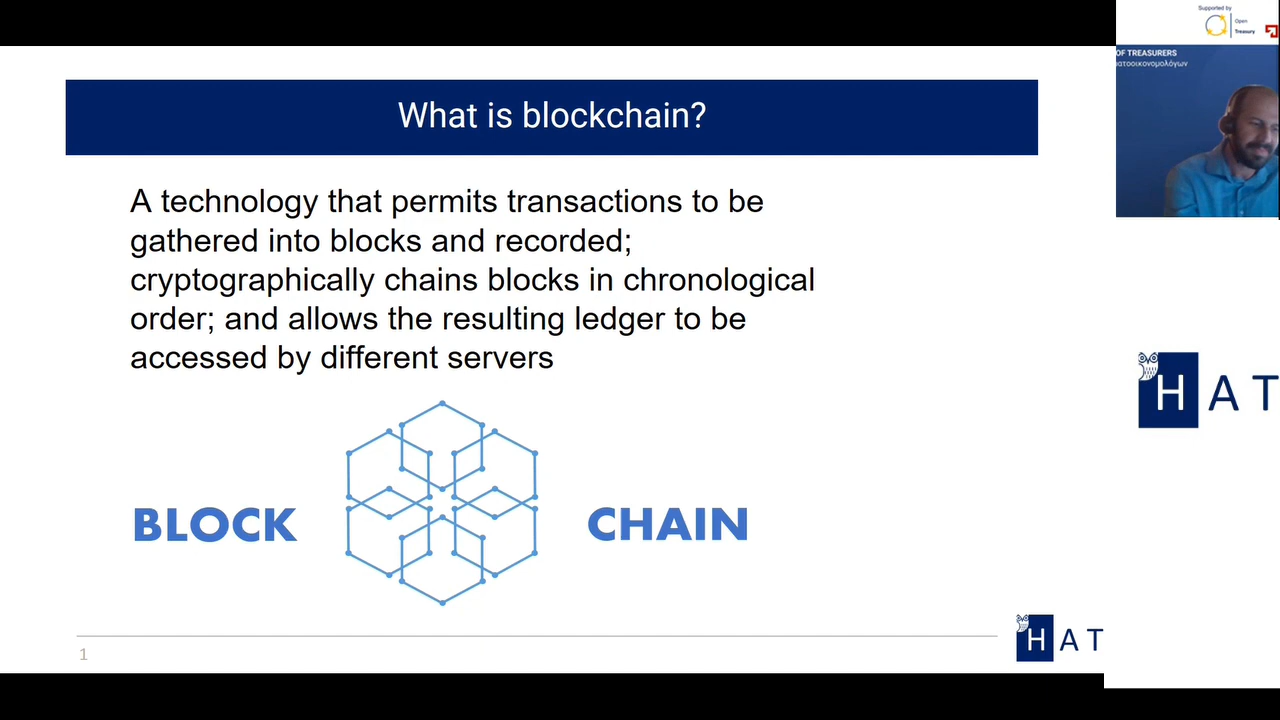 What is blockchain?
A technology that permits transactions to be
gathered into blocks and recorded;
cryptographically chains blocks in chronological
order; and allows the resulting ledger to be
accessed by different servers
BLOCK
CHAIN
1
H A T
Supported by
Open
Treasury
OF TREASURERS
ματοοικονομολόγων
H A T